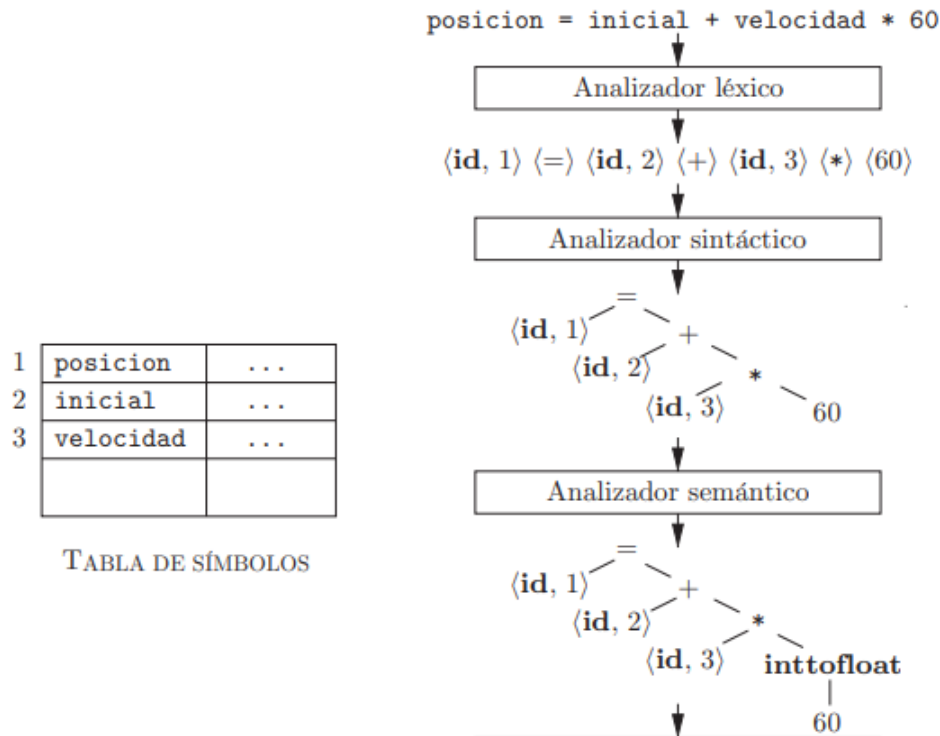 posicion = inicial + velocidad * 60
Analizador léxico
⟨id, 1⟩ ⟨=⟩ ⟨id, 2⟩ ⟨+⟩ ⟨id, 3⟩ ⟨*⟩ ⟨60⟩
Analizador sintáctico
=
⟨id, 1⟩
+
⟨id, 2⟩
*
⟨id, 3⟩
60
1 posicion ...
2 inicial ...
3 velocidad ...
TABLA DE SÍMBOLOS
Analizador semántico
=
⟨id, 1⟩
+
⟨id, 2⟩
*
⟨id, 3⟩
inttofloat
60